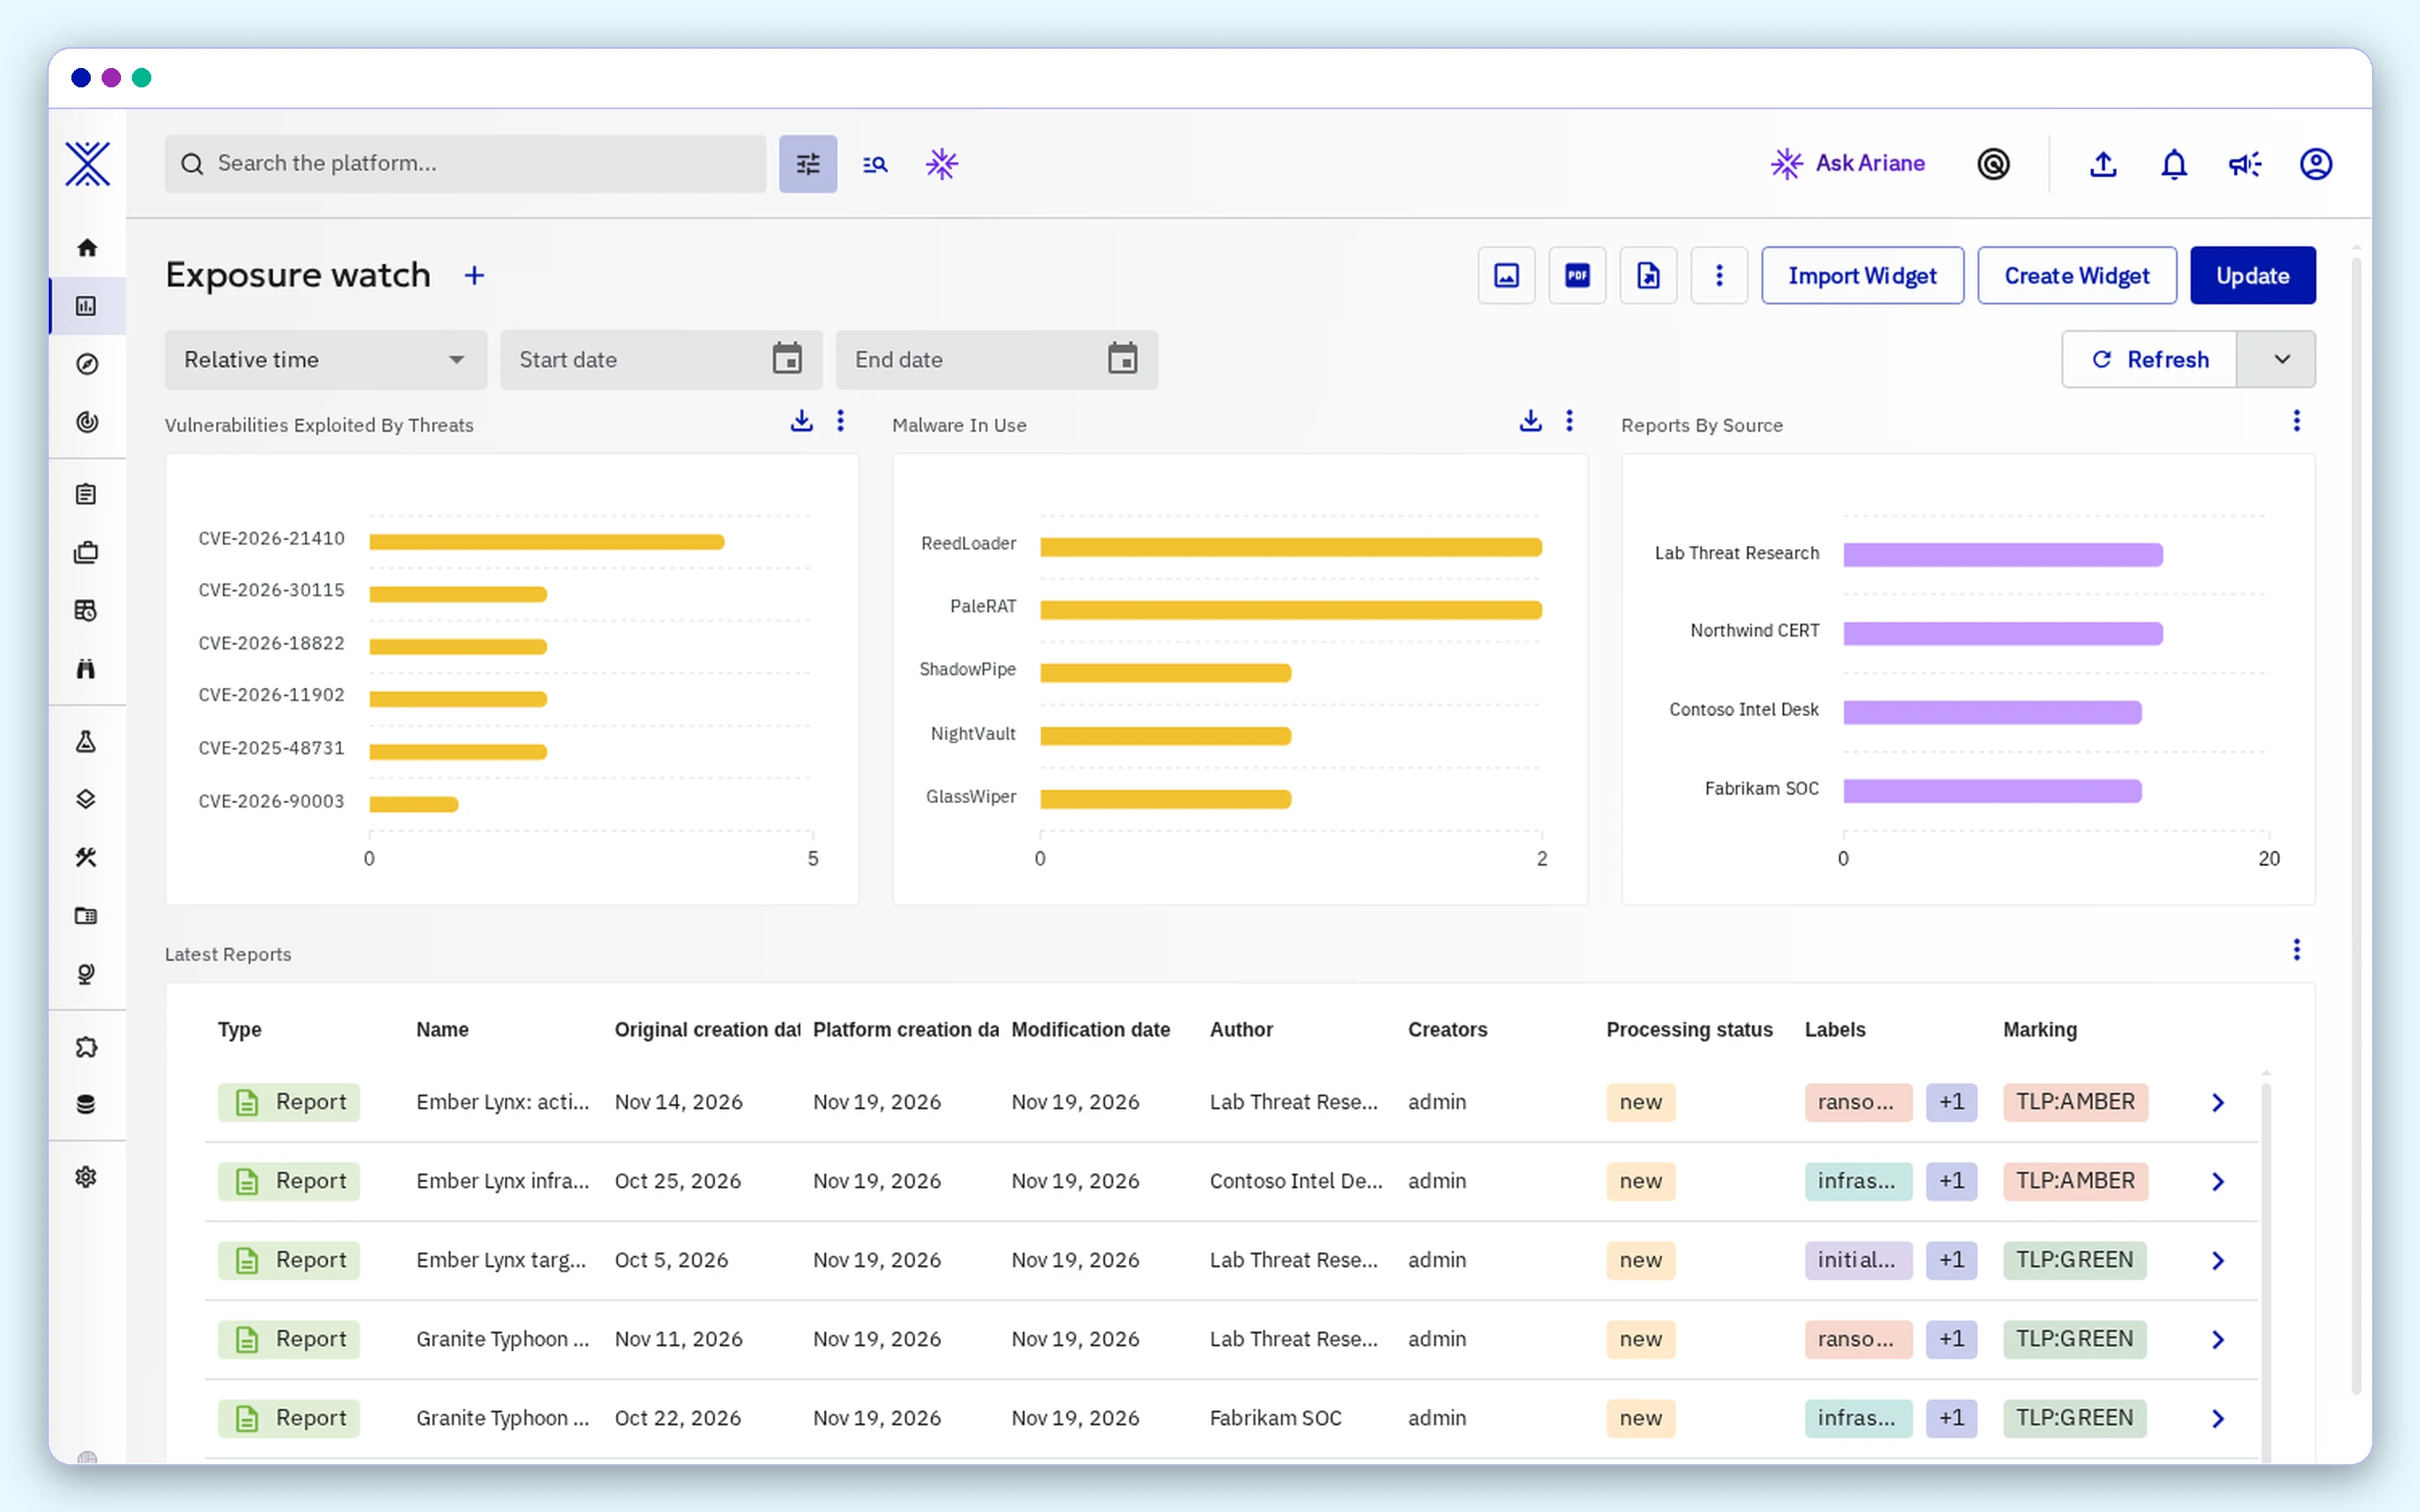 Search the platform...
Ask Ariane
Exposure watch
PDF
Import Widget
Create Widget
Update
Relative time
Start date
End date
Refresh
Vulnerabilities Exploited By Threats
CVE-2026-21410
CVE-2026-30115
CVE-2026-18822
CVE-2026-11902
CVE-2025-48731
CVE-2026-90003
0 5
Malware In Use
ReedLoader
PaleRAT
ShadowPipe
NightVault
GlassWiper
0 2
Reports By Source
Lab Threat Research
Northwind CERT
Contoso Intel Desk
Fabrikam SOC
0 20
Latest Reports
Type Name Original creation dat Platform creation da Modification date Author Creators Processing status Labels Marking
Report Ember Lynx: acti... Nov 14, 2026 Nov 19, 2026 Nov 19, 2026 Lab Threat Rese... admin new ranso... +1 TLP:AMBER
Report Ember Lynx infra... Oct 25, 2026 Nov 19, 2026 Nov 19, 2026 Contoso Intel De... admin new infras... +1 TLP:AMBER
Report Ember Lynx targ... Oct 5, 2026 Nov 19, 2026 Nov 19, 2026 Lab Threat Rese... admin new initial... +1 TLP:GREEN
Report Granite Typhoon ... Nov 11, 2026 Nov 19, 2026 Nov 19, 2026 Lab Threat Rese... admin new ranso... +1 TLP:GREEN
Report Granite Typhoon ... Oct 22, 2026 Nov 19, 2026 Nov 19, 2026 Fabrikam SOC admin new infras... +1 TLP:GREEN